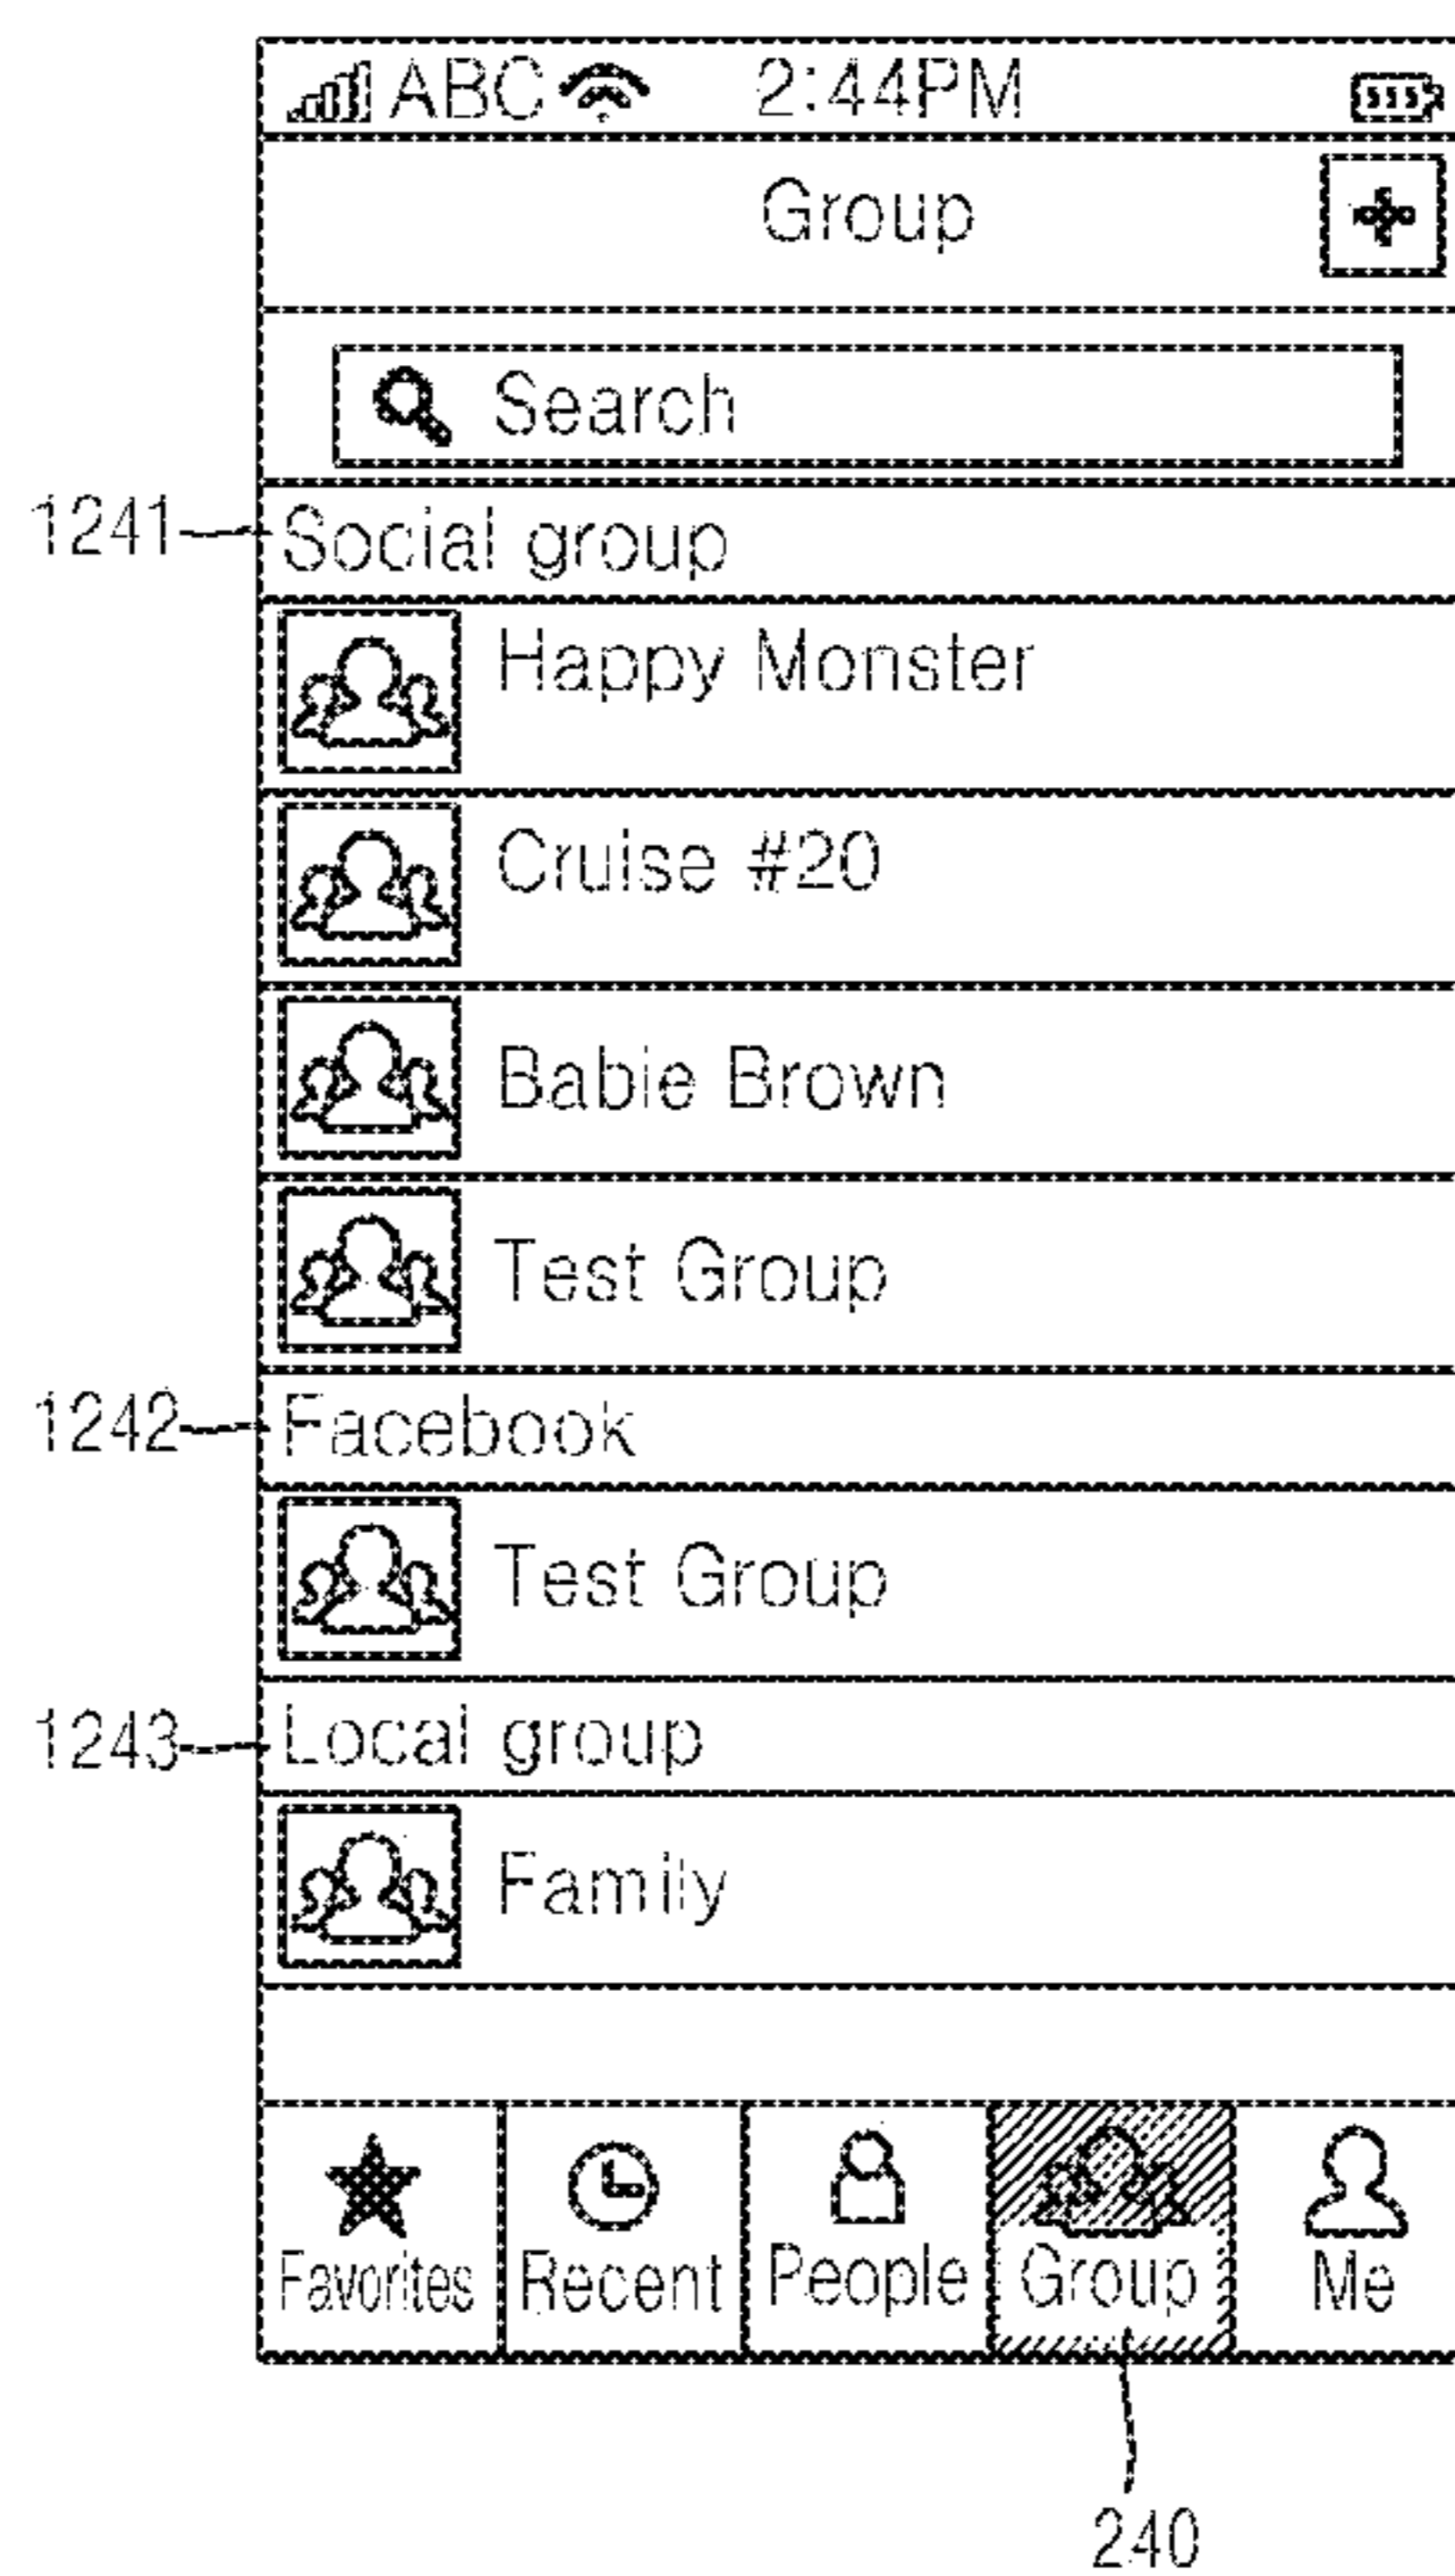 ABC 2:44PM
Group
Search
1241 Social group
Happy Monster
Cruise #20
Babie Brown
Test Group
1242 Facebook
Test Group
1243 Local group
Family
Favorites Recent People Group Me
240